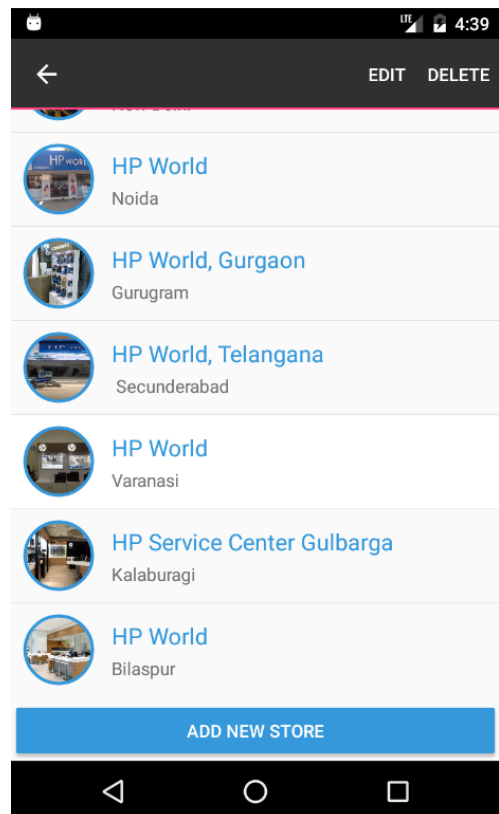 LTE 4:39
EDIT DELETE
HP World
Noida
HP World, Gurgaon
Gurugram
HP World, Telangana
Secunderabad
HP World
Varanasi
HP Service Center Gulbarga
Kalaburagi
HP World
Bilaspur
ADD NEW STORE